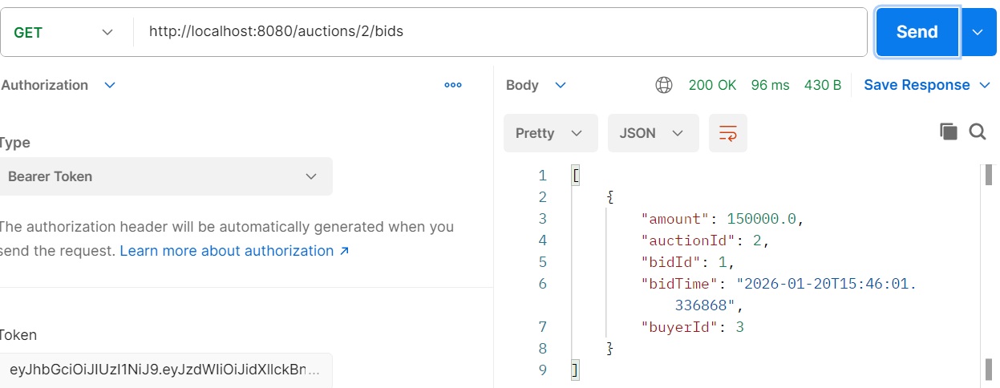 GET
http://localhost:8080/auctions/2/bids
Send
Authorization
Type
Bearer Token
The authorization header will be automatically generated when you
send the request. Learn more about authorization ↗
Token
eyJhbGciOiJIUzI1NiJ9.eyJzdWIiOiJidXllckBn...
Body
200 OK
96 ms
430 B
Save Response
Pretty
JSON
1 [
2 {
3 "amount": 150000.0,
4 "auctionId": 2,
5 "bidId": 1,
6 "bidTime": "2026-01-20T15:46:01.
336868",
7 "buyerId": 3
8 }
9 ]